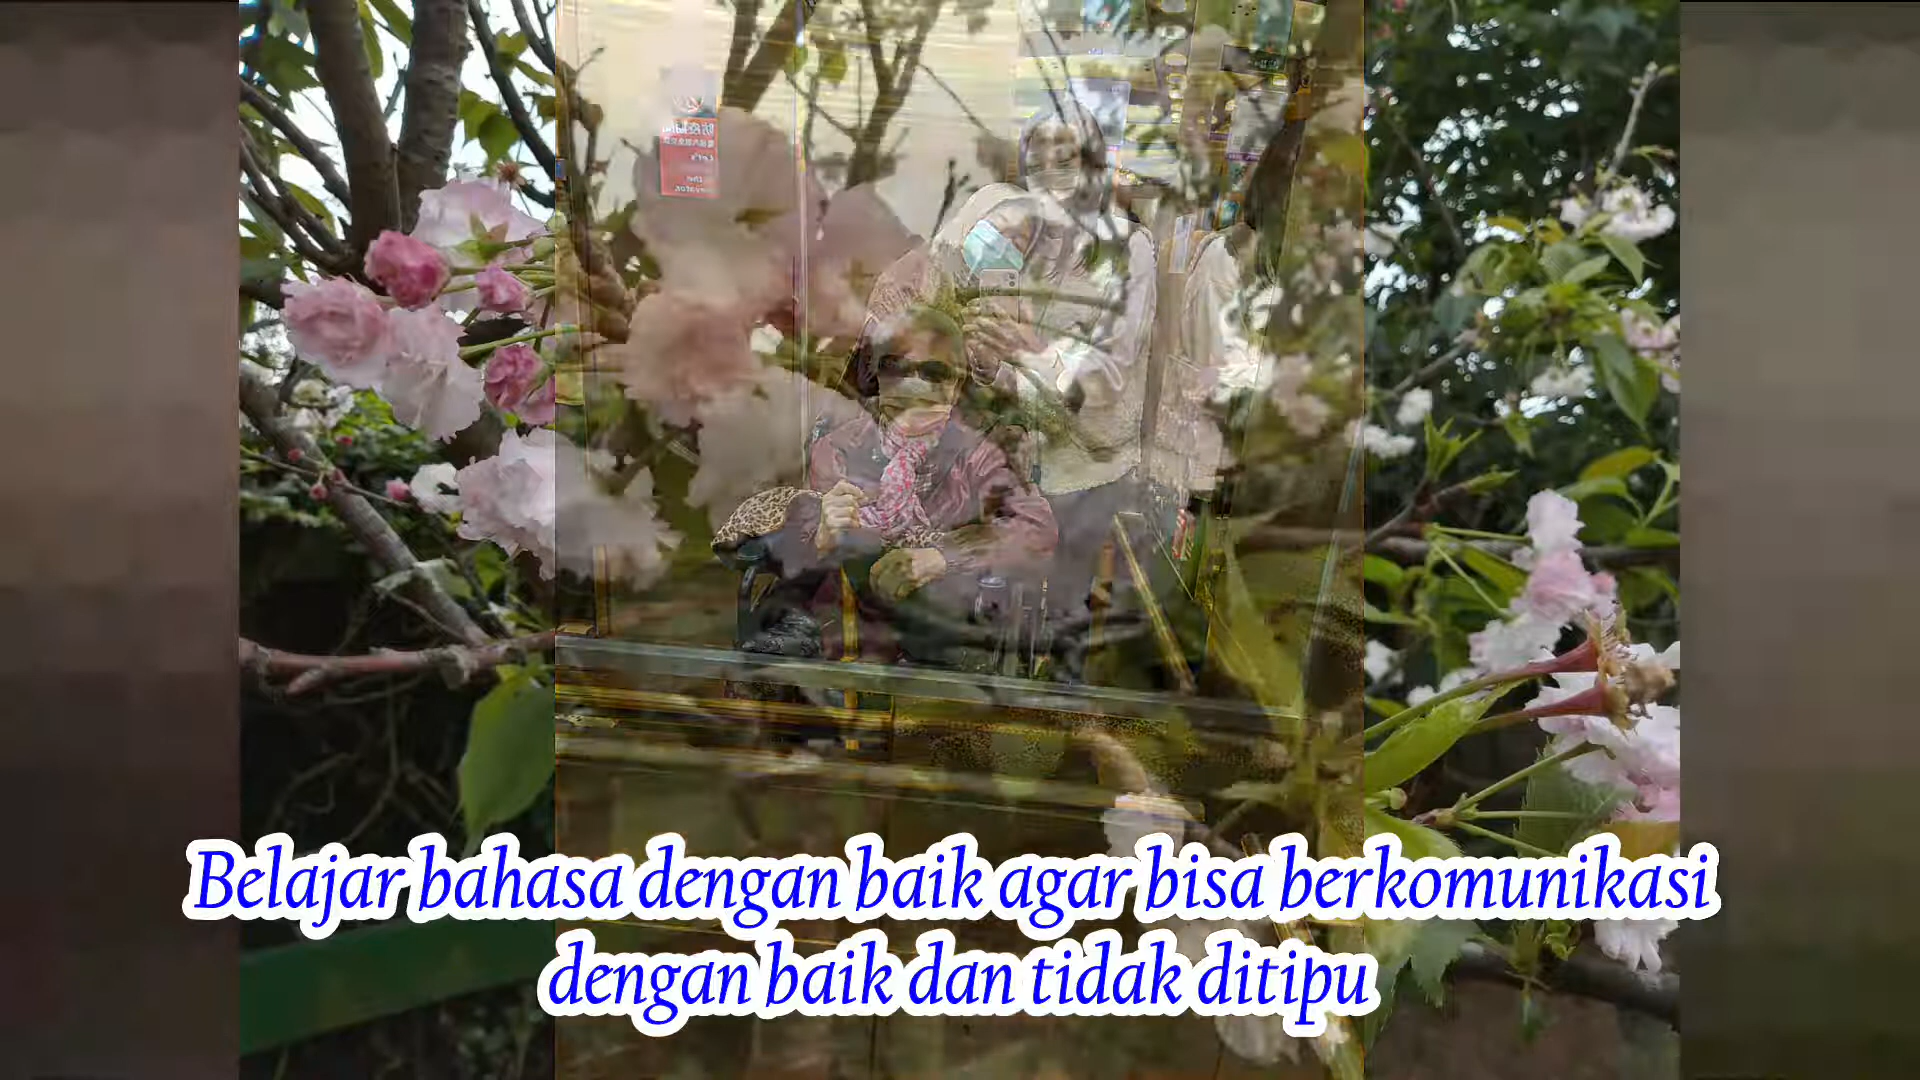 Belajar bahasa dengan baik agar bisa berkomunikasi
dengan baik dan tidak ditipu